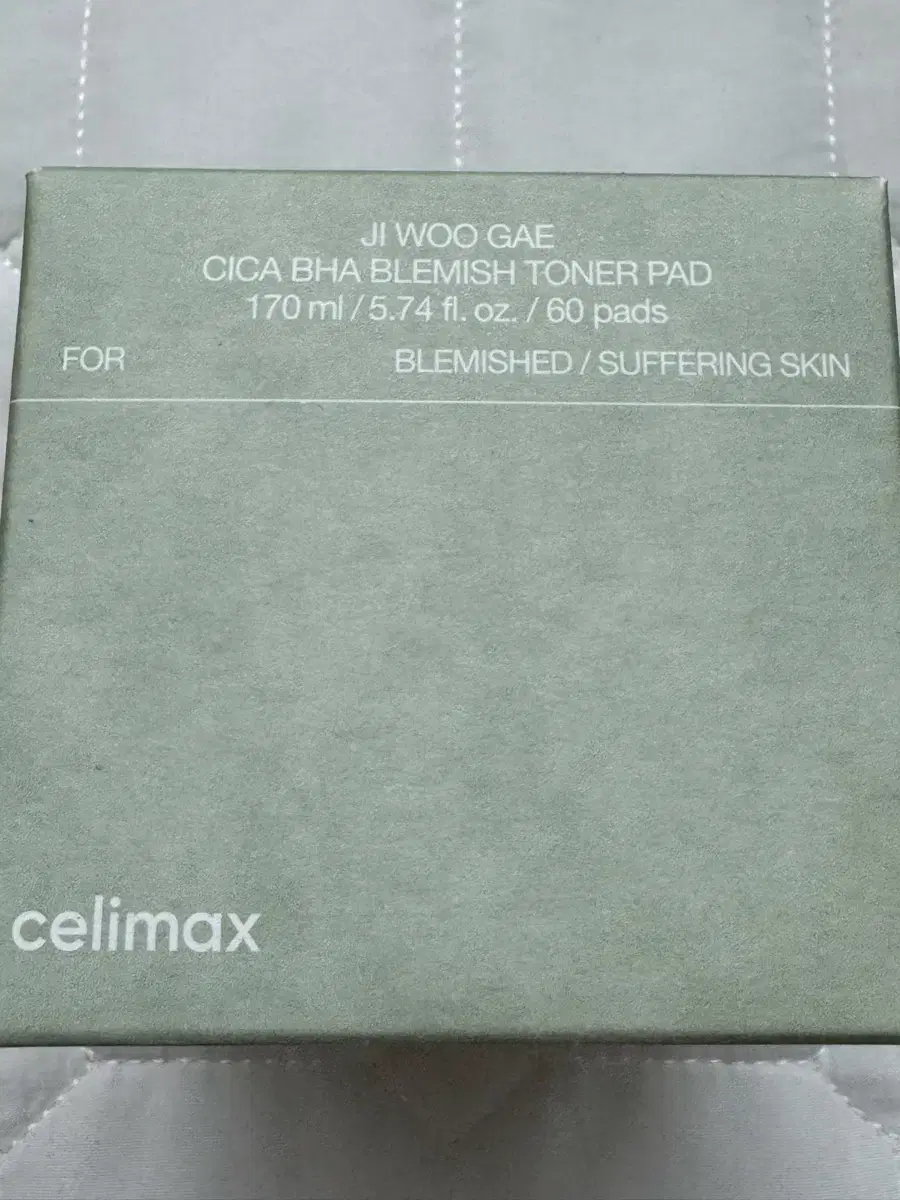 JI WOO GAE
CICA BHA BLEMISH TONER PAD
170 ml / 5.74 fl. oz. / 60 pads
FOR BLEMISHED / SUFFERING SKIN
celimax